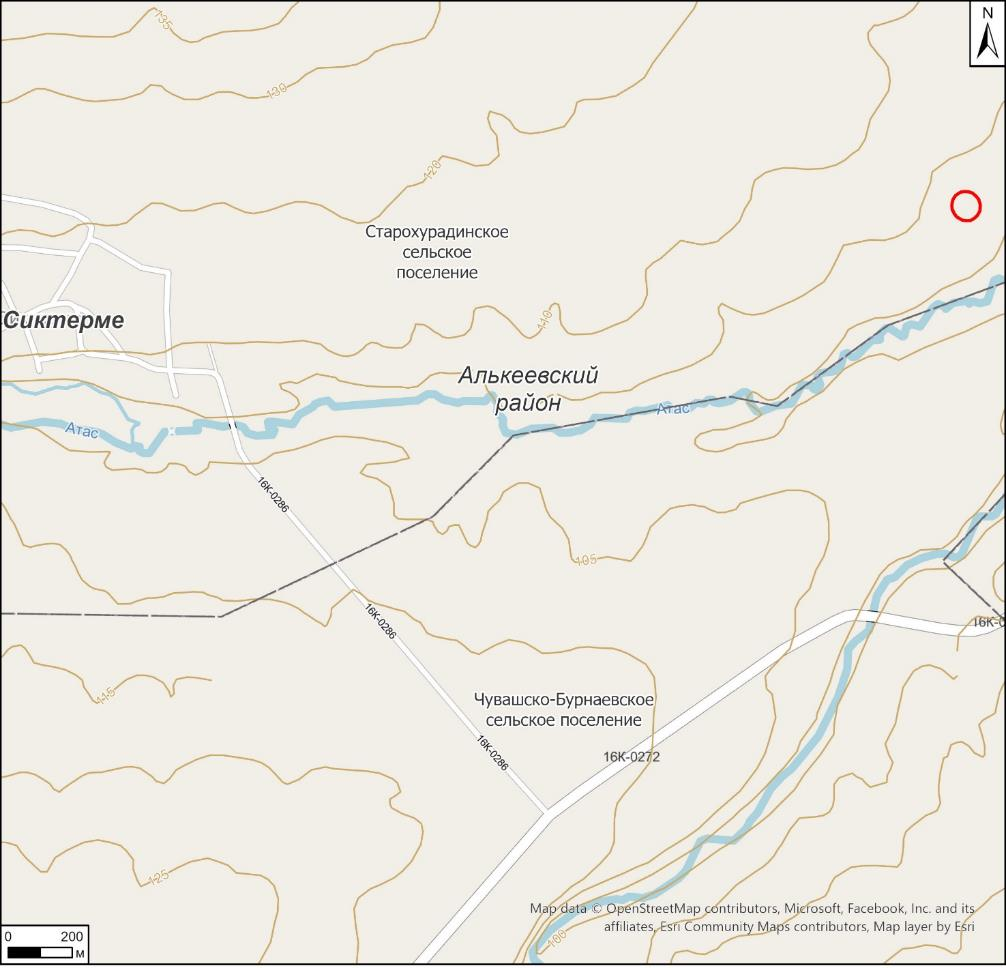 135
N
130
120
Старохурадинское
сельское
поселение
110
Сиктерме
Алькеевский
район
Атас
Атас
16К-0286
105
16К-0286
16К-0
115
Чувашско-Бурнаевское
сельское поселение
16К-0286
16К-0272
125
Map data © OpenStreetMap contributors, Microsoft, Facebook, Inc. and its
affiliates, Esri Community Maps contributors, Map layer by Esri
100
0 200
м